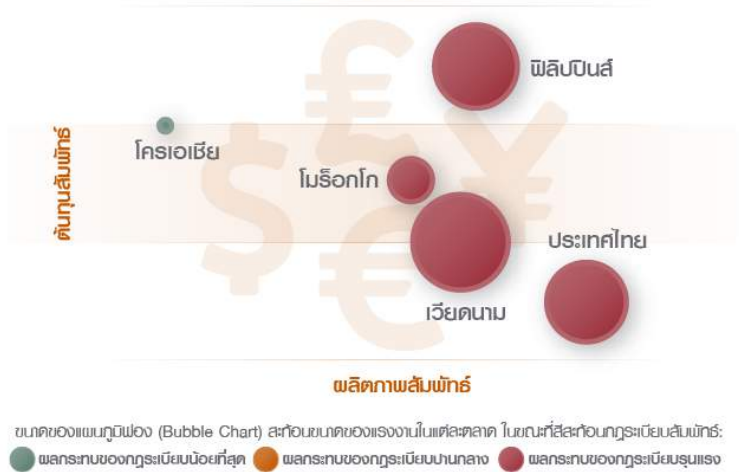 ฟิลิปปินส์
โครเอเชีย
โมร็อกโก
ต้นทุนสัมพัทธ์
ประเทศไทย
เวียดนาม
ผลิตภาพสัมพัทธ์
ขนาดของแผนภูมิฟอง (Bubble Chart) สะท้อนขนาดของแรงงานในแต่ละตลาด ในขณะที่สีสะท้อนกฎระเบียบสัมพัทธ์:
ผลกระทบของกฎระเบียบน้อยที่สุด ผลกระทบของกฎระเบียบปานกลาง ผลกระทบของกฎระเบียบรุนแรง